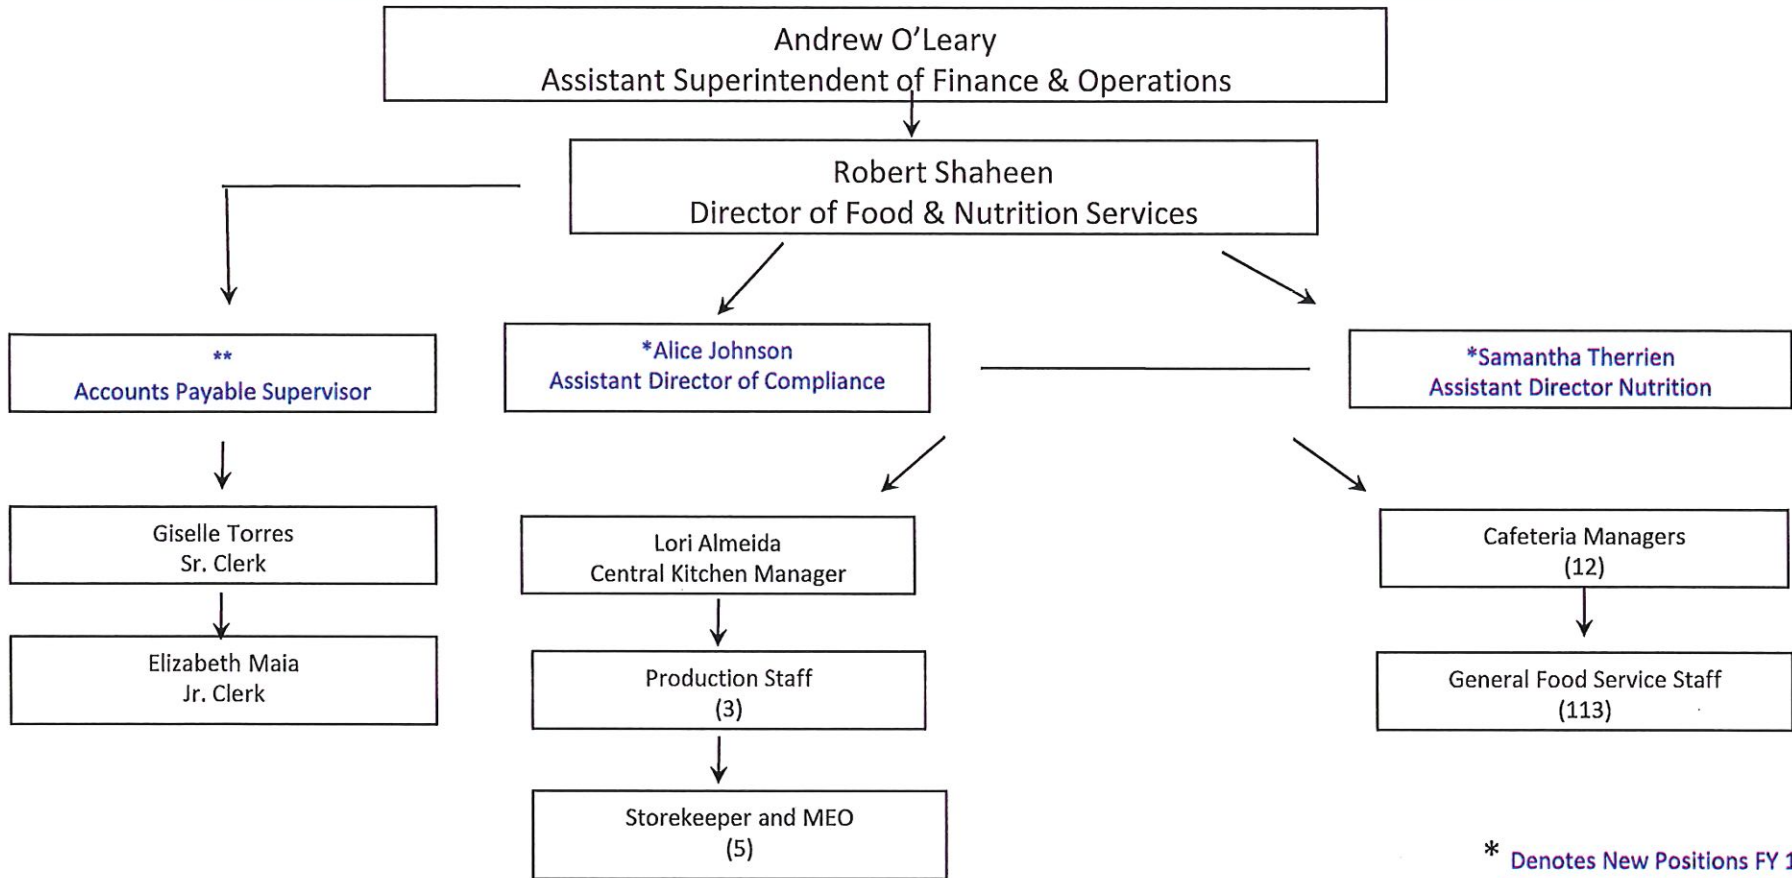 Andrew O’Leary
Assistant Superintendent of Finance & Operations
Robert Shaheen
Director of Food & Nutrition Services
**
Accounts Payable Supervisor
*Alice Johnson
Assistant Director of Compliance
*Samantha Therrien
Assistant Director Nutrition
Giselle Torres
Sr. Clerk
Lori Almeida
Central Kitchen Manager
Cafeteria Managers
(12)
Elizabeth Maia
Jr. Clerk
Production Staff
(3)
General Food Service Staff
(113)
Storekeeper and MEO
(5)
* Denotes New Positions FY 1